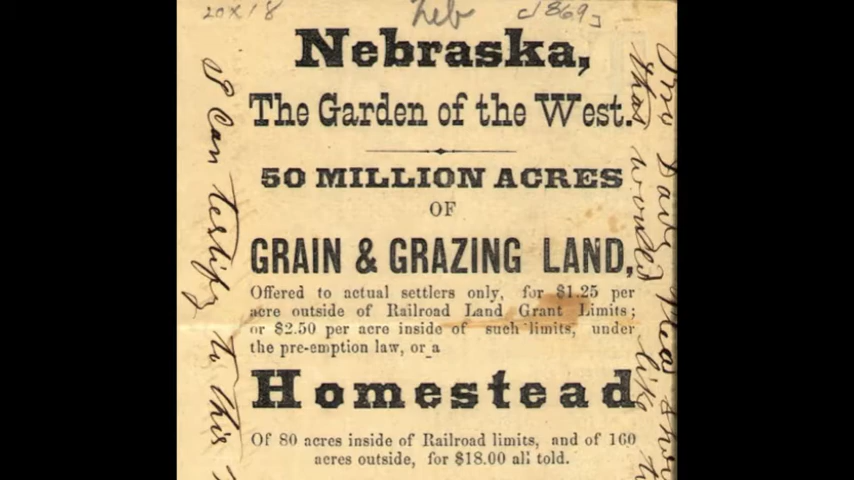 20X18 Neb c1869]
Nebraska,
The Garden of the West.
50 MILLION ACRES
OF
GRAIN & GRAZING LAND,
Offered to actual settlers only, for $1.25 per
acre outside of Railroad Land Grant Limits;
or $2.50 per acre inside of such limits, under
the pre-emption law, or a
Homestead
Of 80 acres inside of Railroad limits, and of 160
acres outside, for $18.00 all told.
I Can testify to this
that would like